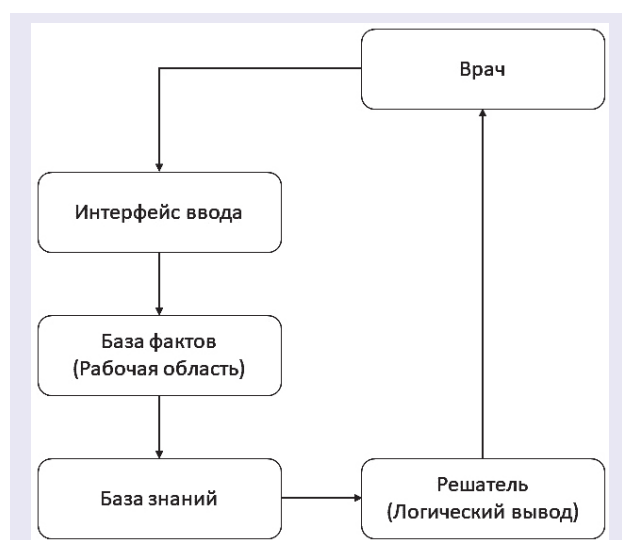 Врач
Интерфейс ввода
База фактов
(Рабочая область)
База знаний
Решатель
(Логический вывод)